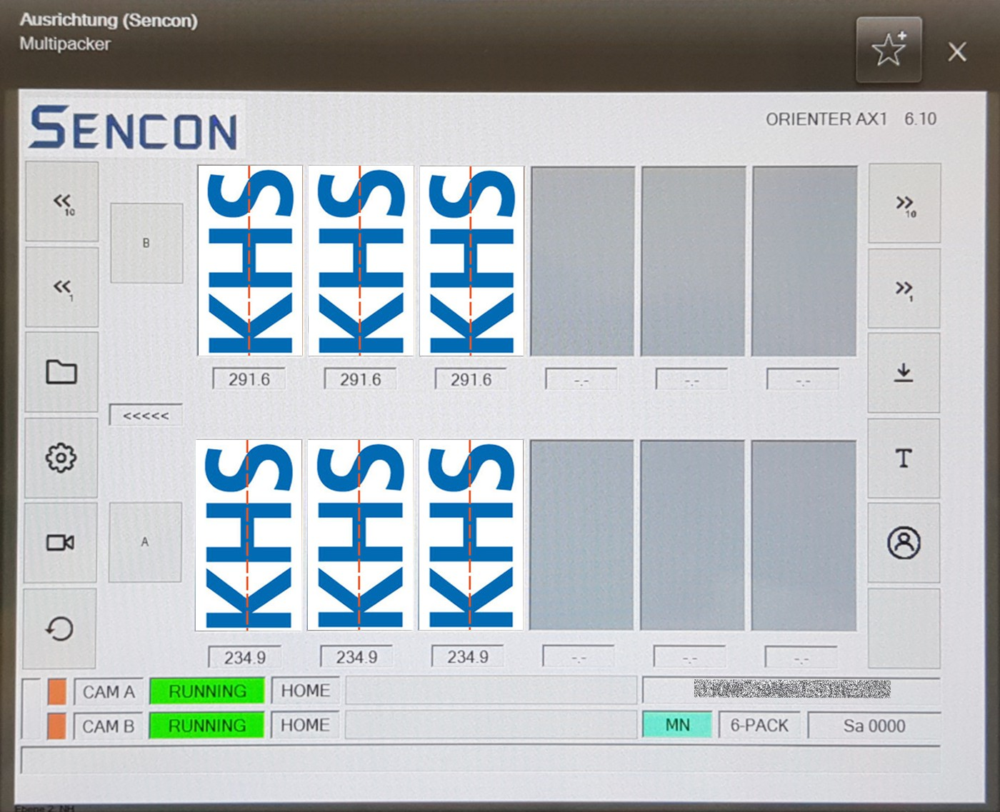 Ausrichtung (Sencon)
Multipacker
SENCON
ORIENTER AX1 6.10
<<10
>>10
B
KHS KHS KHS
<<1
>>1
291.6 291.6 291.6 -.- -.- -.-
<<<<<
T
KHS KHS KHS
A
234.9 234.9 234.9 -.- -.- -.-
CAM A RUNNING HOME
CAM B RUNNING HOME MN 6-PACK Sa 0000
Ebene 2, NH